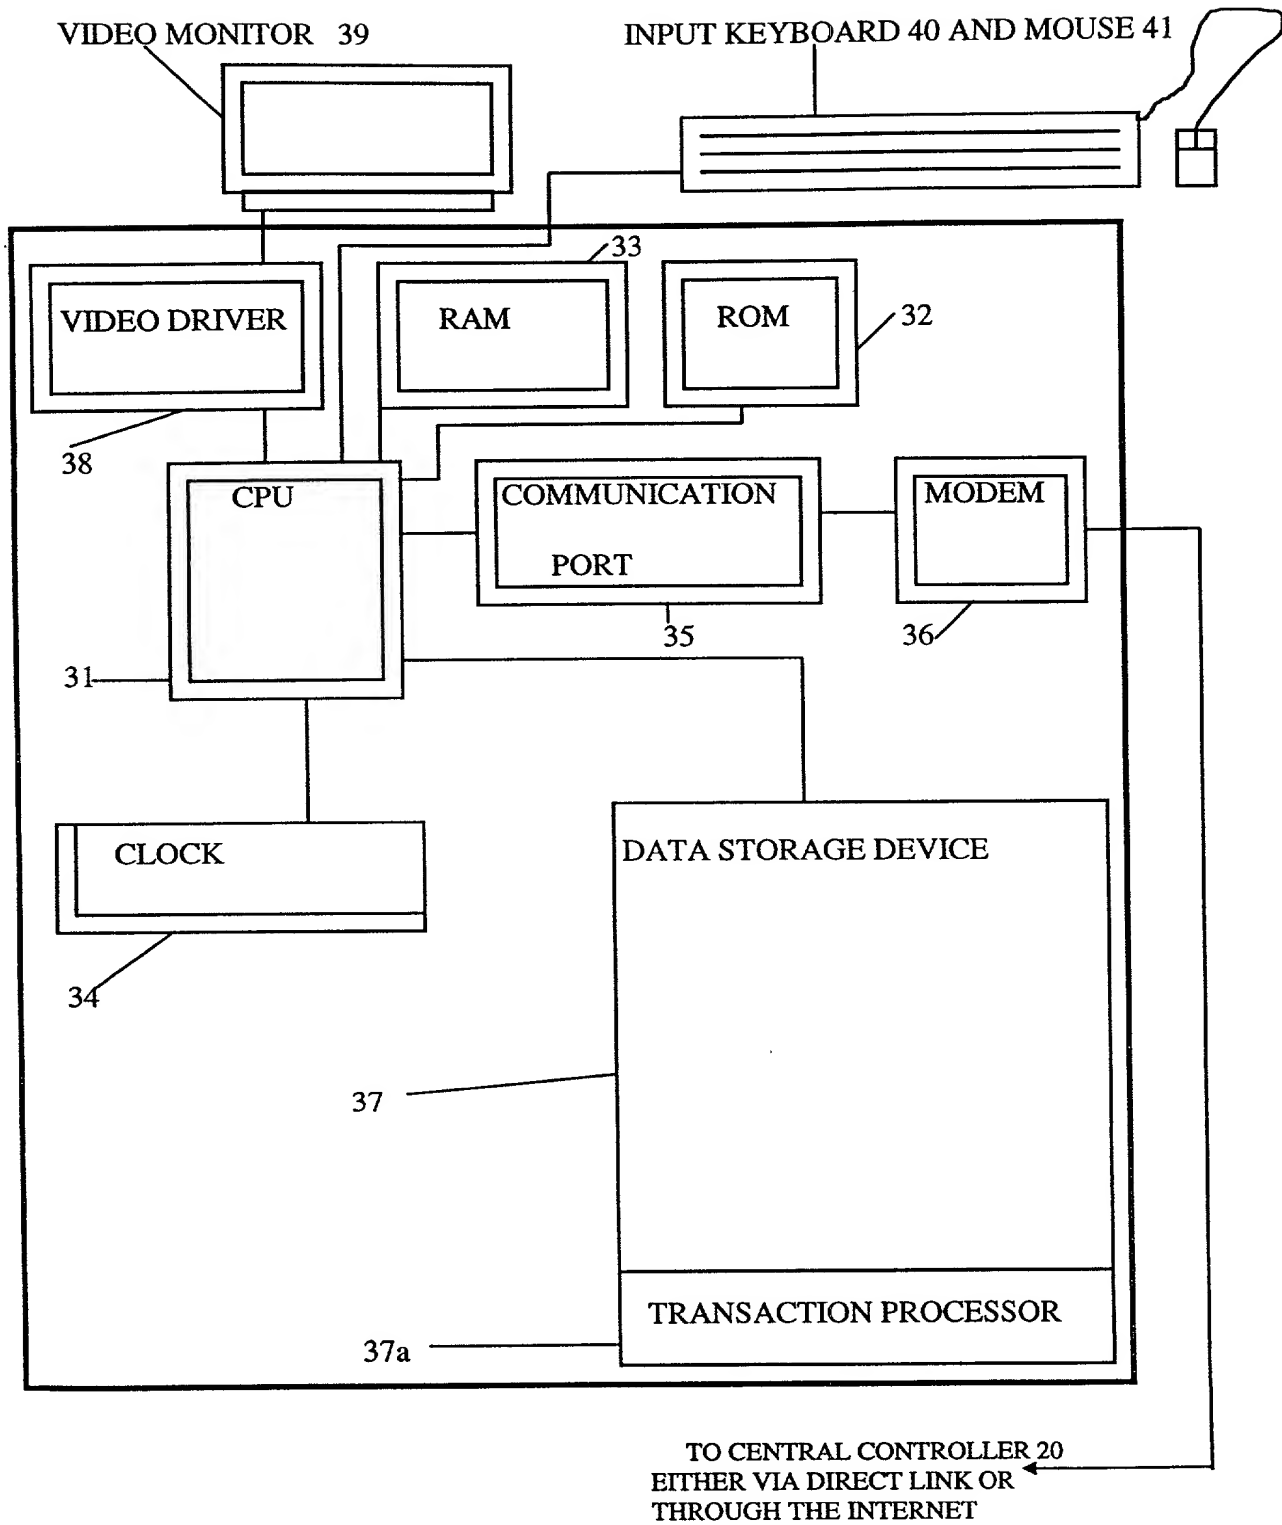 VIDEO MONITOR 39
INPUT KEYBOARD 40 AND MOUSE 41
33
VIDEO DRIVER
RAM
ROM
32
38
CPU
COMMUNICATION
PORT
MODEM
35
36
31
CLOCK
DATA STORAGE DEVICE
34
37
TRANSACTION PROCESSOR
37a
TO CENTRAL CONTROLLER 20
EITHER VIA DIRECT LINK OR
THROUGH THE INTERNET